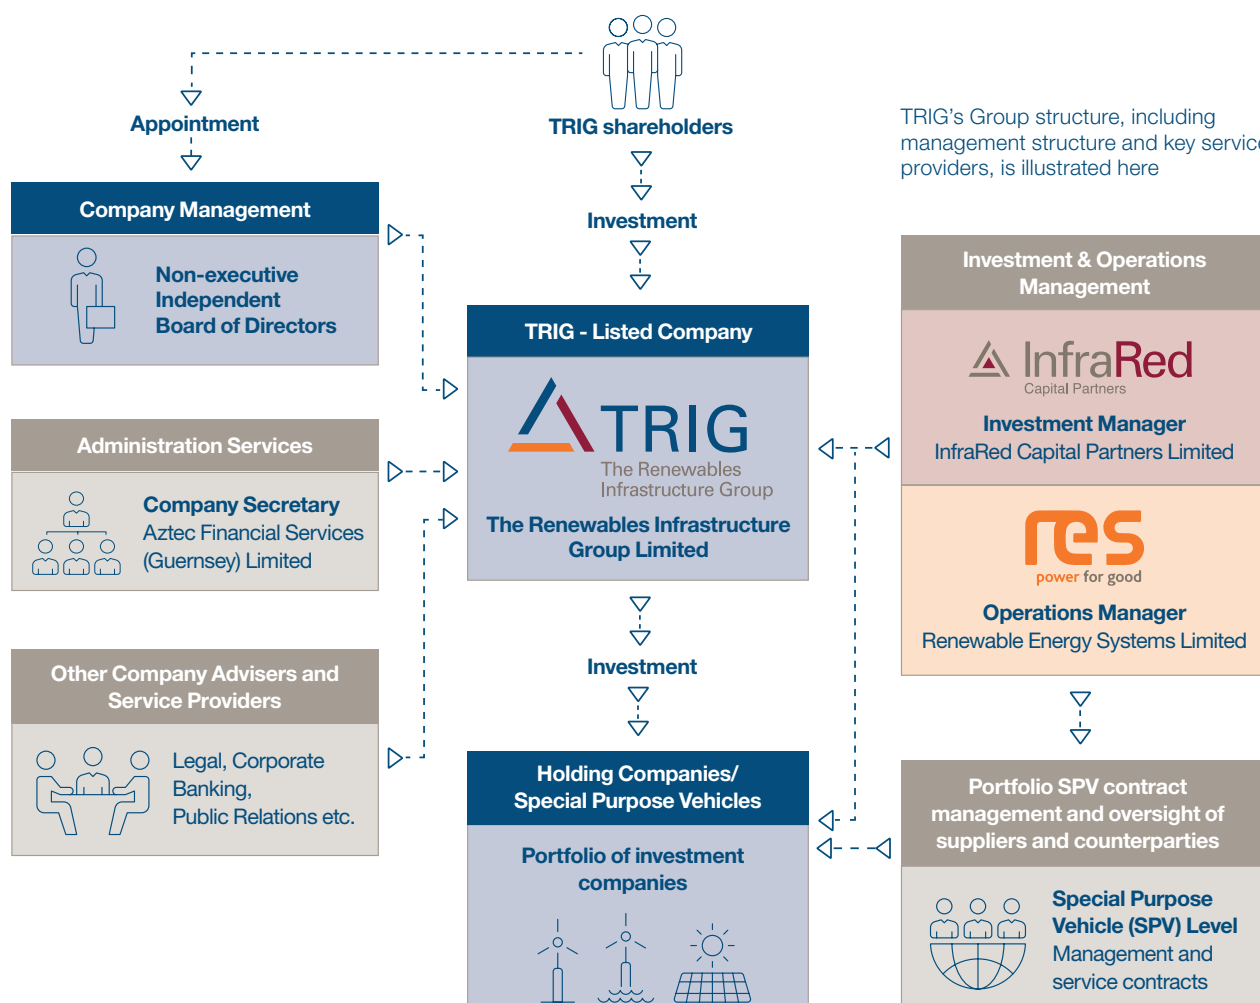 Appointment
TRIG shareholders
Investment
TRIG's Group structure, including
management structure and key service
providers, is illustrated here
Company Management
Non-executive
Independent
Board of Directors
Administration Services
Company Secretary
Aztec Financial Services
(Guernsey) Limited
Other Company Advisers and
Service Providers
Legal, Corporate
Banking,
Public Relations etc.
TRIG - Listed Company
TRIG
The Renewables
Infrastructure Group
The Renewables Infrastructure
Group Limited
Investment
Holding Companies/
Special Purpose Vehicles
Portfolio of investment
companies
Investment & Operations
Management
InfraRed
Capital Partners
Investment Manager
InfraRed Capital Partners Limited
res
power for good
Operations Manager
Renewable Energy Systems Limited
Portfolio SPV contract
management and oversight of
suppliers and counterparties
Special Purpose
Vehicle (SPV) Level
Management and
service contracts